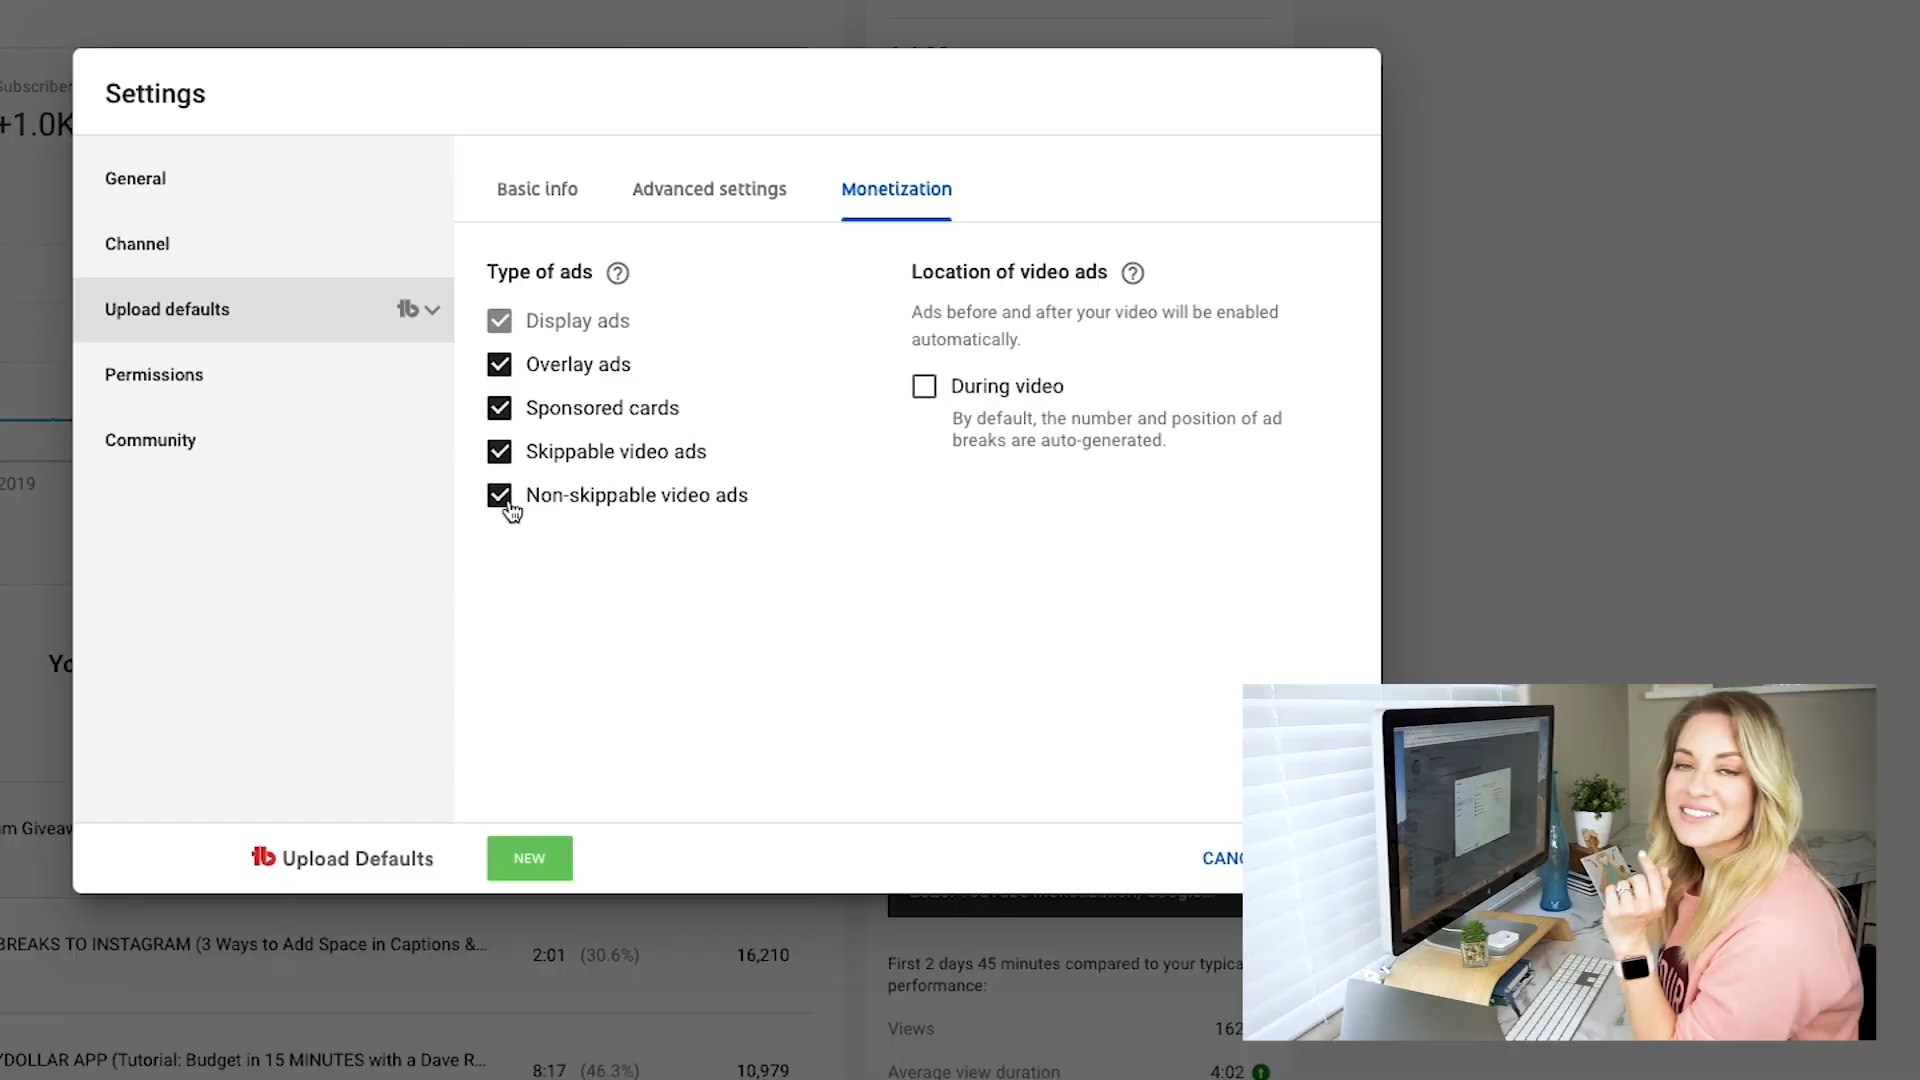 Subscriber
+1.0K
2019
Settings
General
Channel
Upload defaults
Permissions
Community
Basic info
Advanced settings
Monetization
Type of ads
Display ads
Overlay ads
Sponsored cards
Skippable video ads
Non-skippable video ads
Location of video ads
Ads before and after your video will be enabled
automatically.
During video
By default, the number and position of ad
breaks are auto-generated.
tb Upload Defaults
NEW
CANC
Yo
m Giveaw
BREAKS TO INSTAGRAM (3 Ways to Add Space in Captions &...
2:01 (30.6%) 16,210
YDOLLAR APP (Tutorial: Budget in 15 MINUTES with a Dave R...
8:17 (46.3%) 10,979
First 2 days 45 minutes compared to your typica
performance:
Views 162
Average view duration 4:02